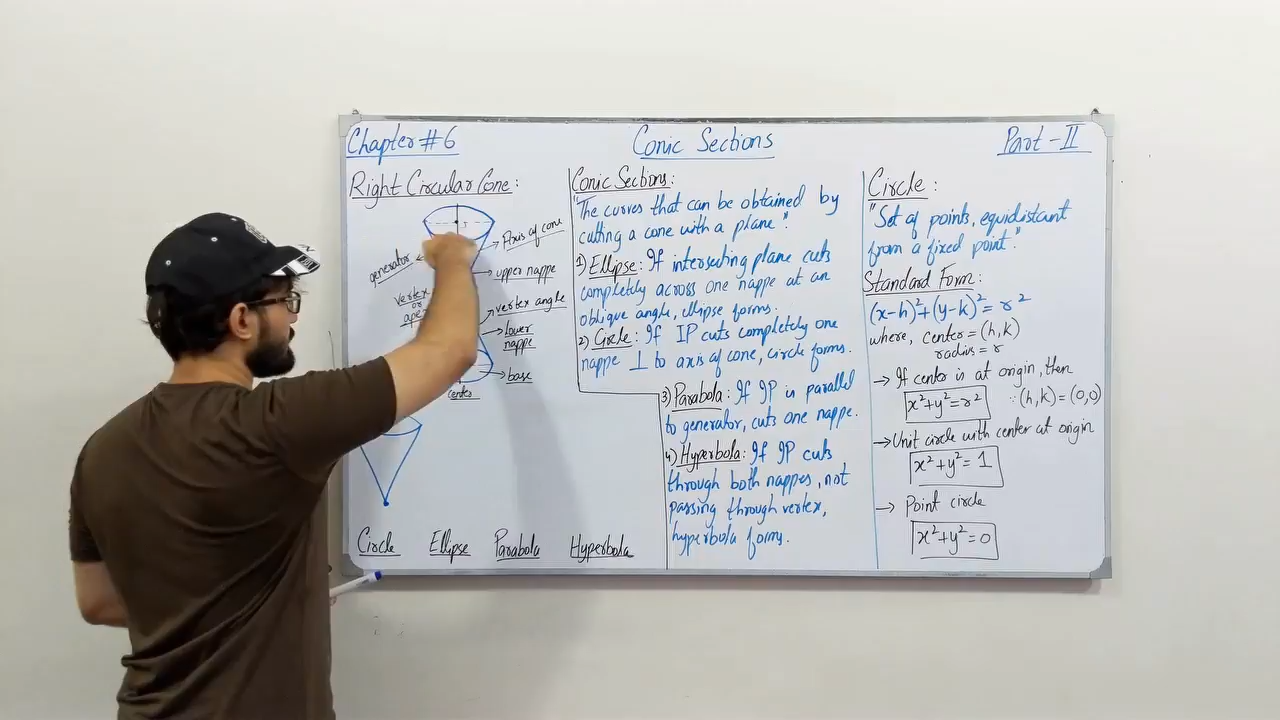 Chapter #6
Conic Sections
Part-II
Right Circular Cone:
Axis of cone
generator
upper nappe
vertex
or
vertex angle
lower
nappe
base
center
Circle
Ellipse
Parabola
Hyperbola
Conic Sections:
"The curves that can be obtained by
cutting a cone with a plane."
1) Ellipse: If intersecting plane cuts
completely across one nappe at an
oblique angle, ellipse forms.
2) Circle: If IP cuts completely one
nappe ⊥ to axis of cone, circle forms.
3) Parabola: If IP is parallel
to generator, cuts one nappe.
4) Hyperbola: If IP cuts
through both nappes, not
passing through vertex,
hyperbola forms.
Circle:
"Set of points, equidistant
from a fixed point."
Standard Form:
(x-h)²+(y-k)²= r²
where, center=(h,k)
radius=r
→ If center is at origin, then
x²+y²=r² ∵(h,k)=(0,0)
→Unit circle with center at origin
x²+y²=1
→ Point circle
x²+y²=0